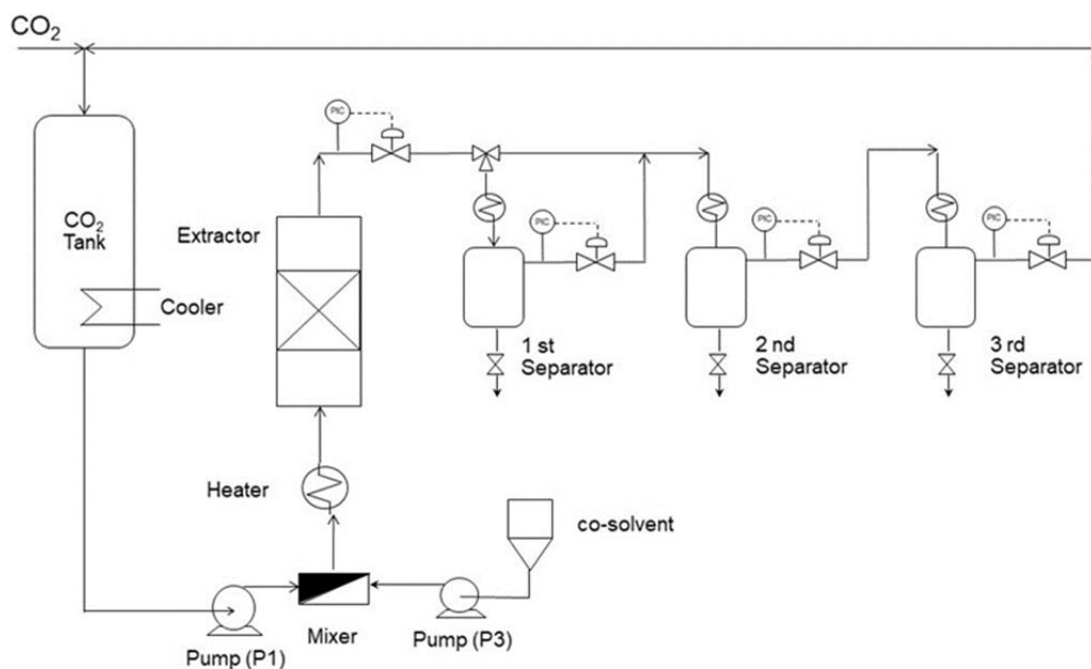 CO₂
PIC
Extractor
CO₂
Tank
PIC
PIC
PIC
Cooler
1 st
Separator
2 nd
Separator
3 rd
Separator
Heater
co-solvent
Mixer
Pump (P3)
Pump (P1)